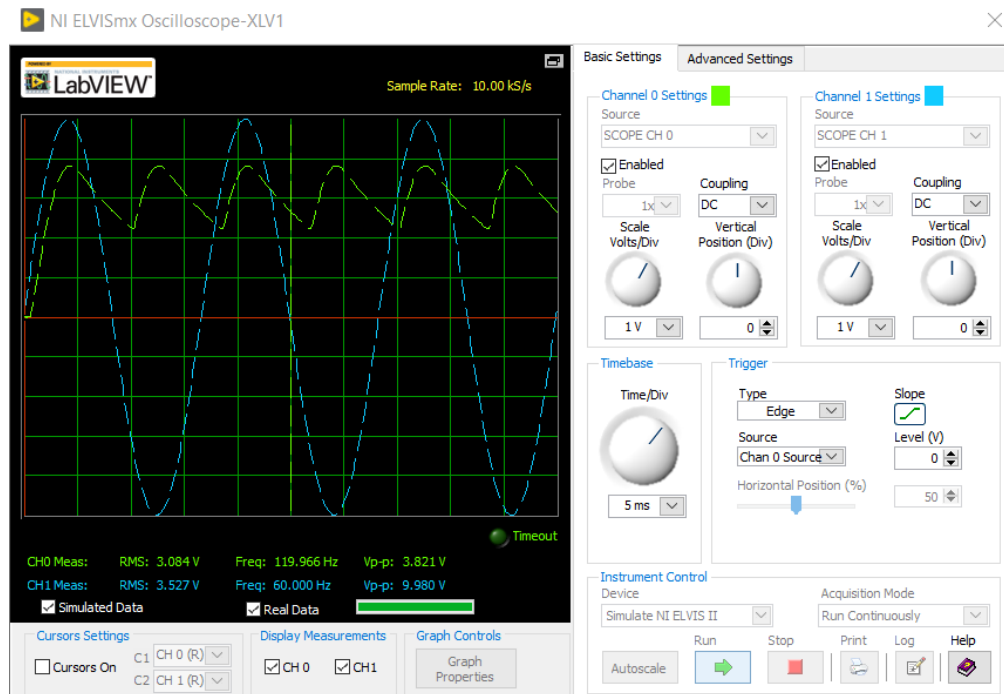 NI ELVISmx Oscilloscope-XLV1
POWERED BY
NATIONAL INSTRUMENTS
LabVIEW
Sample Rate: 10.00 kS/s
Timeout
CH0 Meas: RMS: 3.084 V Freq: 119.966 Hz Vp-p: 3.821 V
CH1 Meas: RMS: 3.527 V Freq: 60.000 Hz Vp-p: 9.980 V
Simulated Data Real Data
Cursors Settings
Cursors On
C1 CH 0 (R)
C2 CH 1 (R)
Display Measurements
CH 0 CH1
Graph Controls
Graph
Properties
Basic Settings Advanced Settings
Channel 0 Settings
Source
SCOPE CH 0
Enabled
Probe Coupling
1x DC
Scale Vertical
Volts/Div Position (Div)
1 V 0
Channel 1 Settings
Source
SCOPE CH 1
Enabled
Probe Coupling
1x DC
Scale Vertical
Volts/Div Position (Div)
1 V 0
Timebase
Time/Div
5 ms
Trigger
Type Slope
Edge
Source Level (V)
Chan 0 Source 0
Horizontal Position (%)
50
Instrument Control
Device Acquisition Mode
Simulate NI ELVIS II Run Continuously
Run Stop Print Log Help
Autoscale